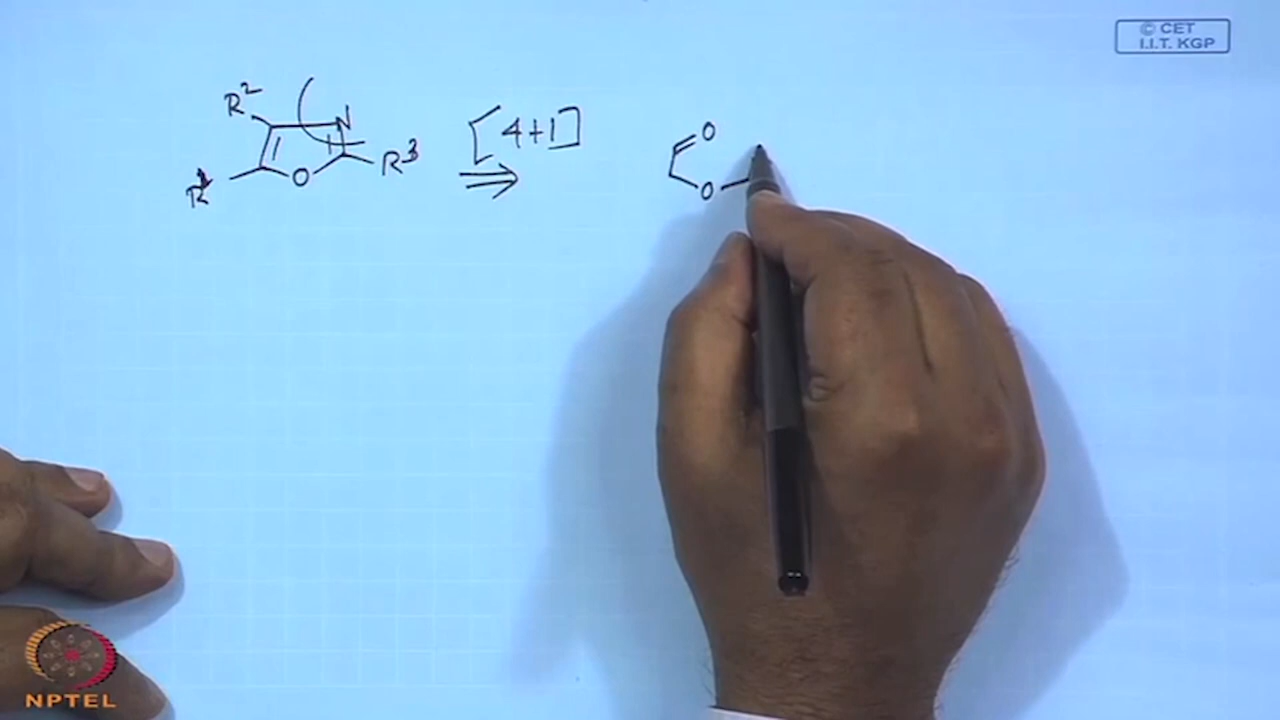 © CET
I.I.T. KGP
R²
N
[4+1]
O
R³
R¹
O
O
NPTEL